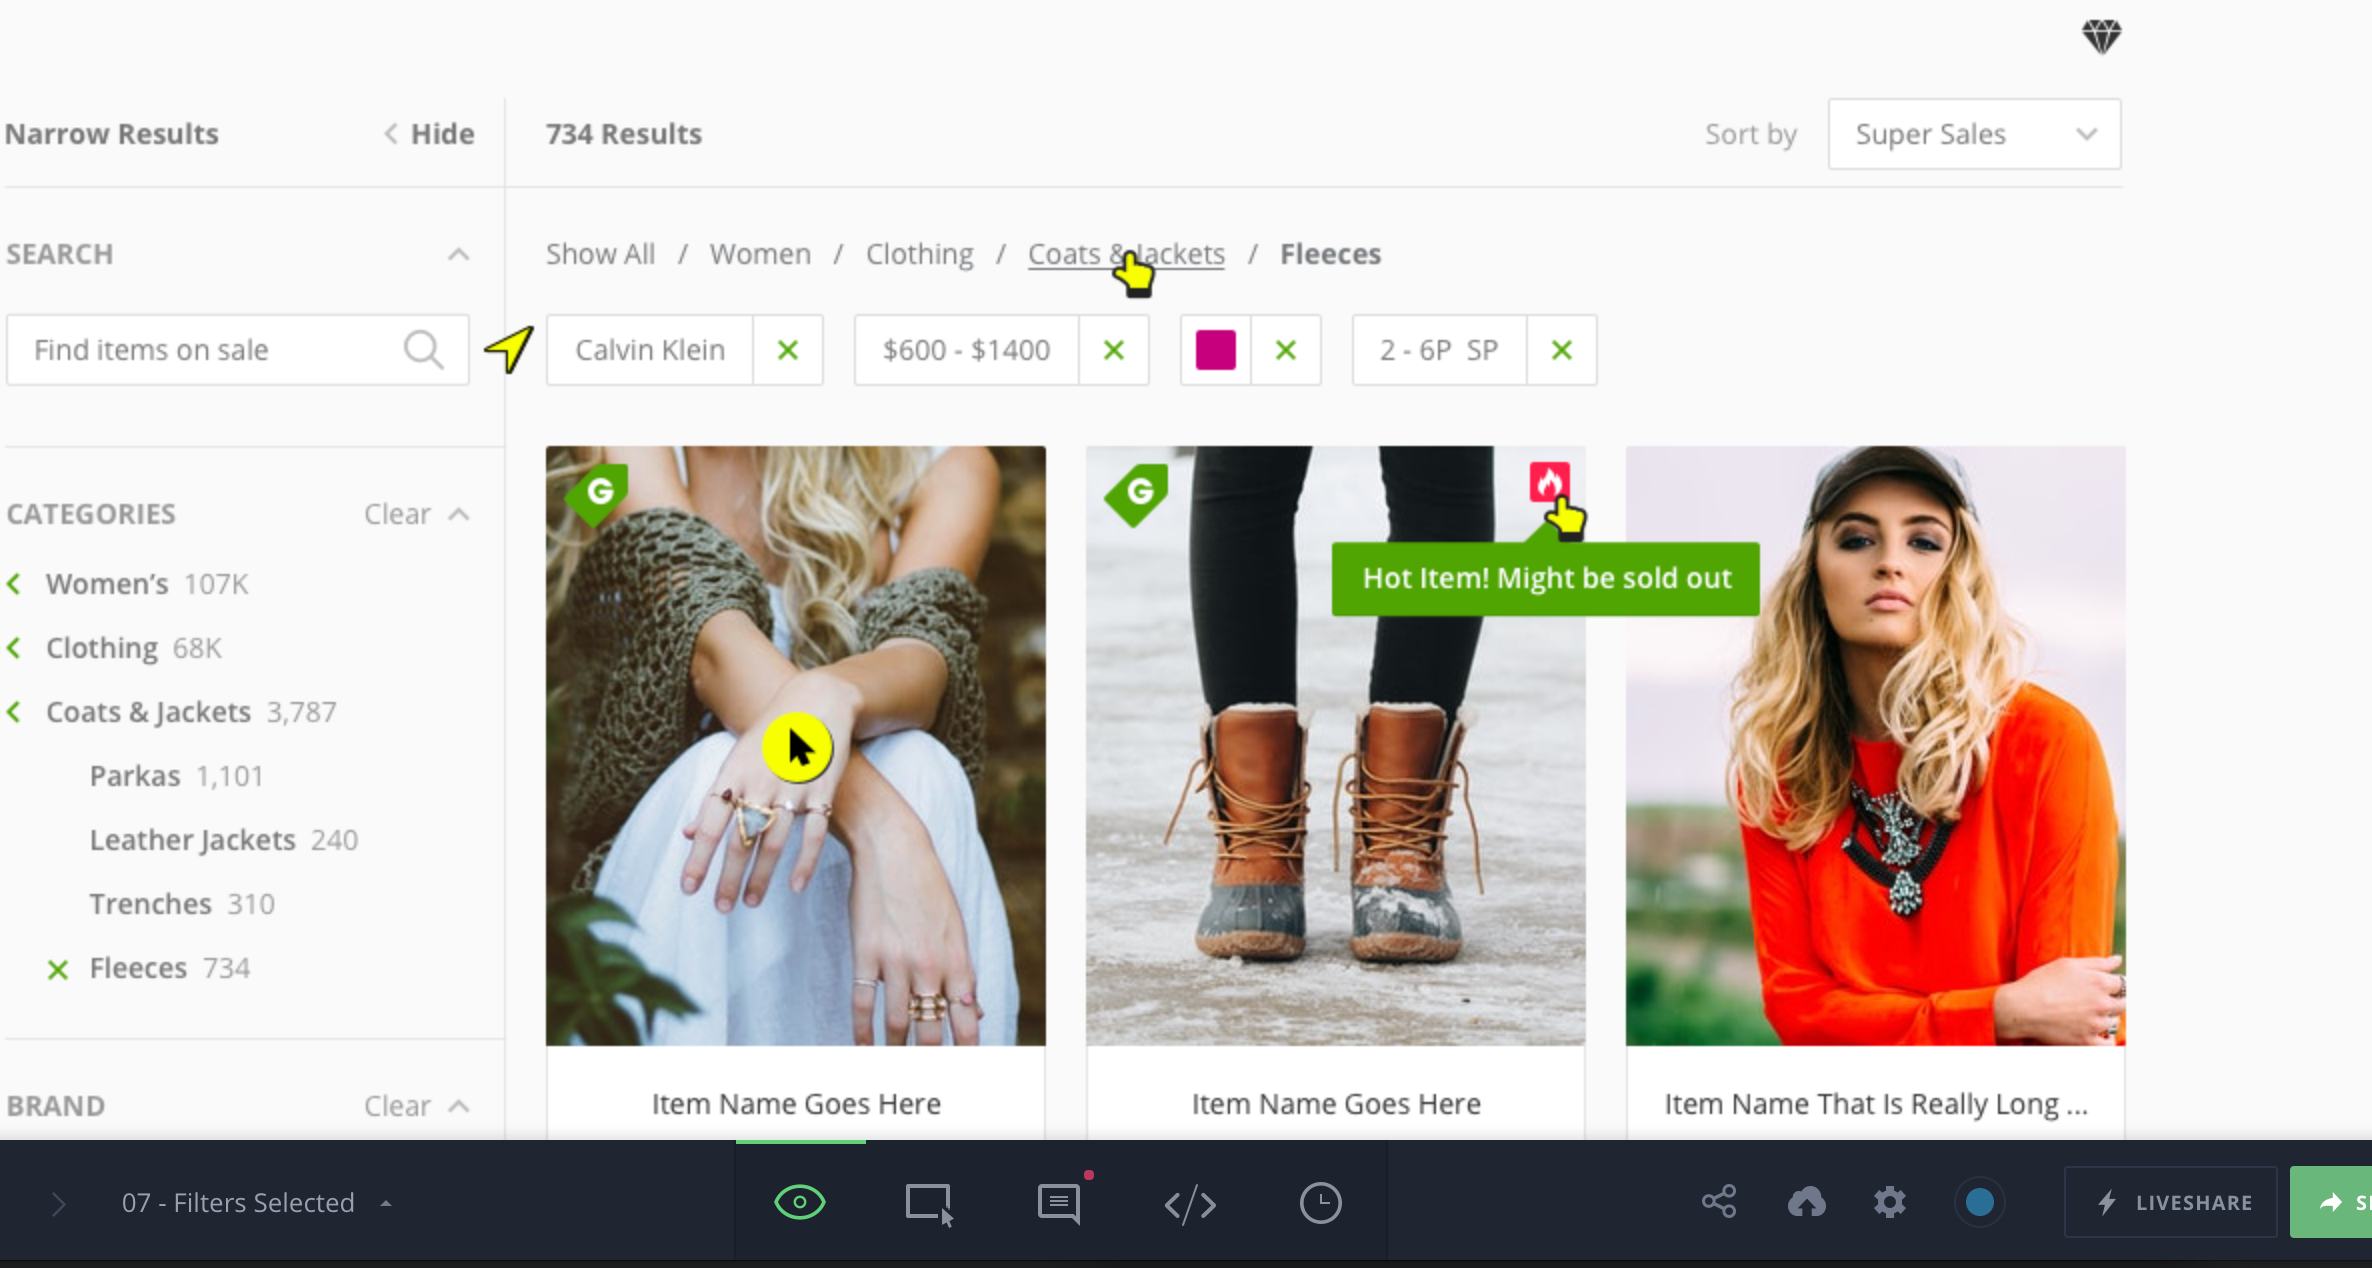 Narrow Results
Hide
734 Results
Sort by
Super Sales
SEARCH
Show All / Women / Clothing / Coats & Jackets / Fleeces
Find items on sale
Calvin Klein
$600 - $1400
2 - 6P SP
CATEGORIES
Clear
Women’s 107K
Clothing 68K
Coats & Jackets 3,787
Parkas 1,101
Leather Jackets 240
Trenches 310
Fleeces 734
BRAND
Clear
G
G
Hot Item! Might be sold out
Item Name Goes Here
Item Name Goes Here
Item Name That Is Really Long ...
07 - Filters Selected
LIVESHARE